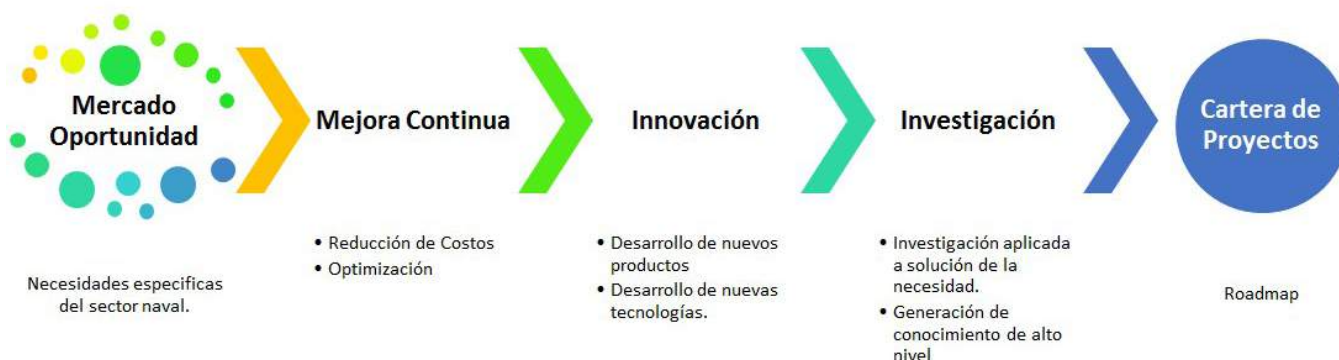 Mercado
Oportunidad
Mejora Continua
Innovación
Investigación
Cartera de
Proyectos
Necesidades especificas
del sector naval.
• Reducción de Costos
• Optimización
• Desarrollo de nuevos
productos
• Desarrollo de nuevas
tecnologías.
• Investigación aplicada
a solución de la
necesidad.
• Generación de
conocimiento de alto
nivel
Roadmap